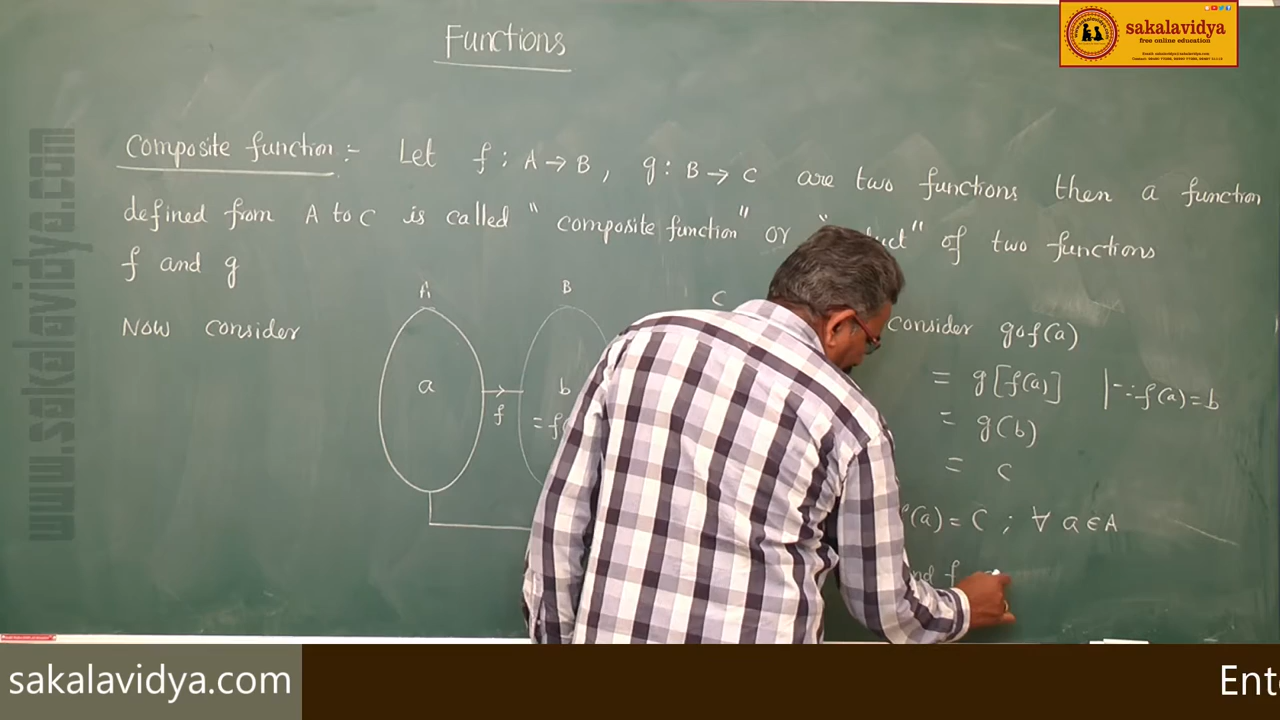 Functions
sakalavidya
free online education
www.sakalavidya.com
Composite function :- Let f : A → B , g : B → C are two functions then a function
defined from A to C is called " composite function" or " of two functions
f and g
Now consider
A
B
C
a
f
b
= f
consider gof(a)
= g[f(a)] | ∵ f(a) = b
= g(b)
= c
(a) = C ; ∀ a ∈ A
f
sakalavidya.com
Ent